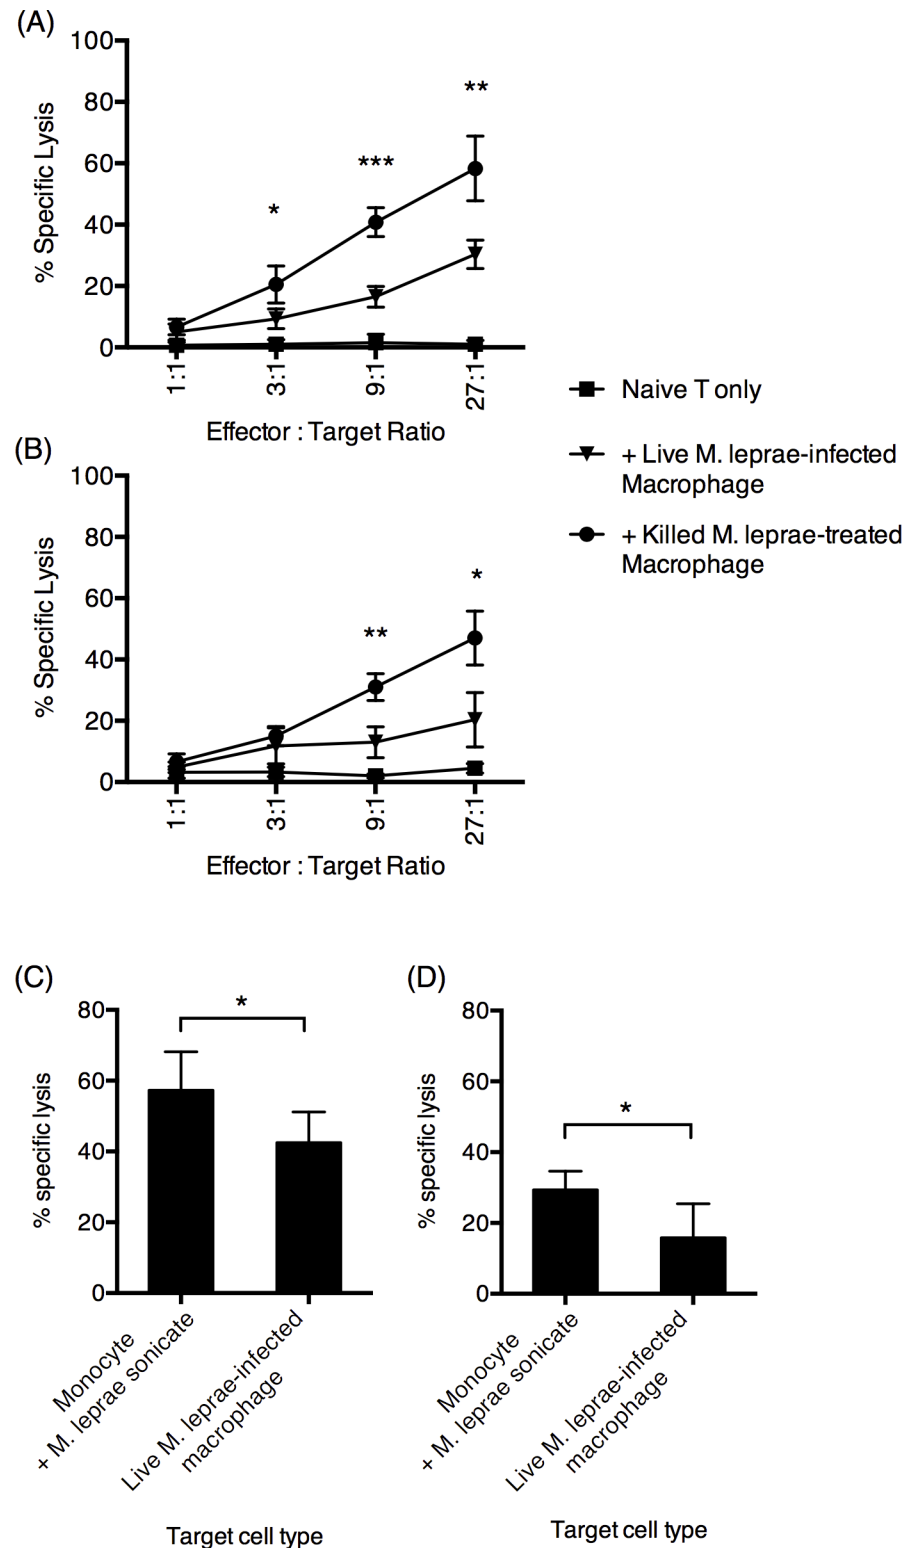 (A)
100
80
60
40
20
0
% Specific Lysis
*
***
**
1:1
3:1
9:1
27:1
Effector : Target Ratio
Naive T only
+ Live M. leprae-infected
Macrophage
+ Killed M. leprae-treated
Macrophage
(B)
100
80
60
40
20
0
% Specific Lysis
**
*
1:1
3:1
9:1
27:1
Effector : Target Ratio
(C)
80
60
40
20
0
% specific lysis
*
Monocyte
+ M. leprae sonicate
Live M. leprae-infected
macrophage
Target cell type
(D)
80
60
40
20
0
% specific lysis
*
Monocyte
+ M. leprae sonicate
Live M. leprae-infected
macrophage
Target cell type